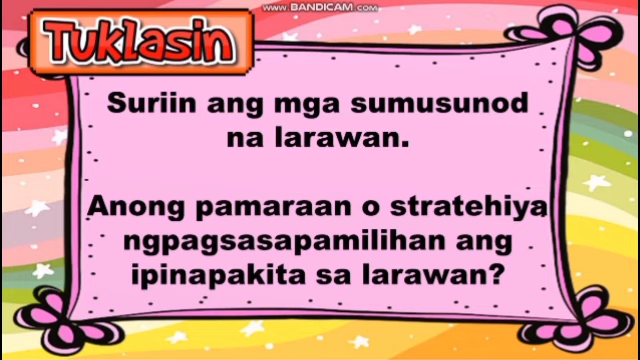 www.BANDICAM.com
Tuklasin
Suriin ang mga sumusunod
na larawan.
Anong pamaraan o stratehiya
ngpagsasapamilihan ang
ipinapakita sa larawan?